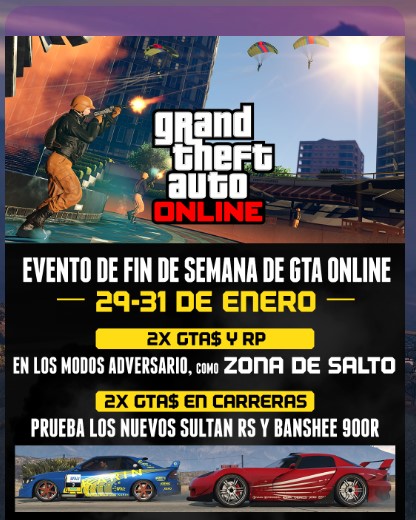 grand
theft
auto
ONLINE
EVENTO DE FIN DE SEMANA DE GTA ONLINE
29-31 DE ENERO
2X GTA$ Y RP
EN LOS MODOS ADVERSARIO, COMO ZONA DE SALTO
2X GTA$ EN CARRERAS
PRUEBA LOS NUEVOS SULTAN RS Y BANSHEE 900R